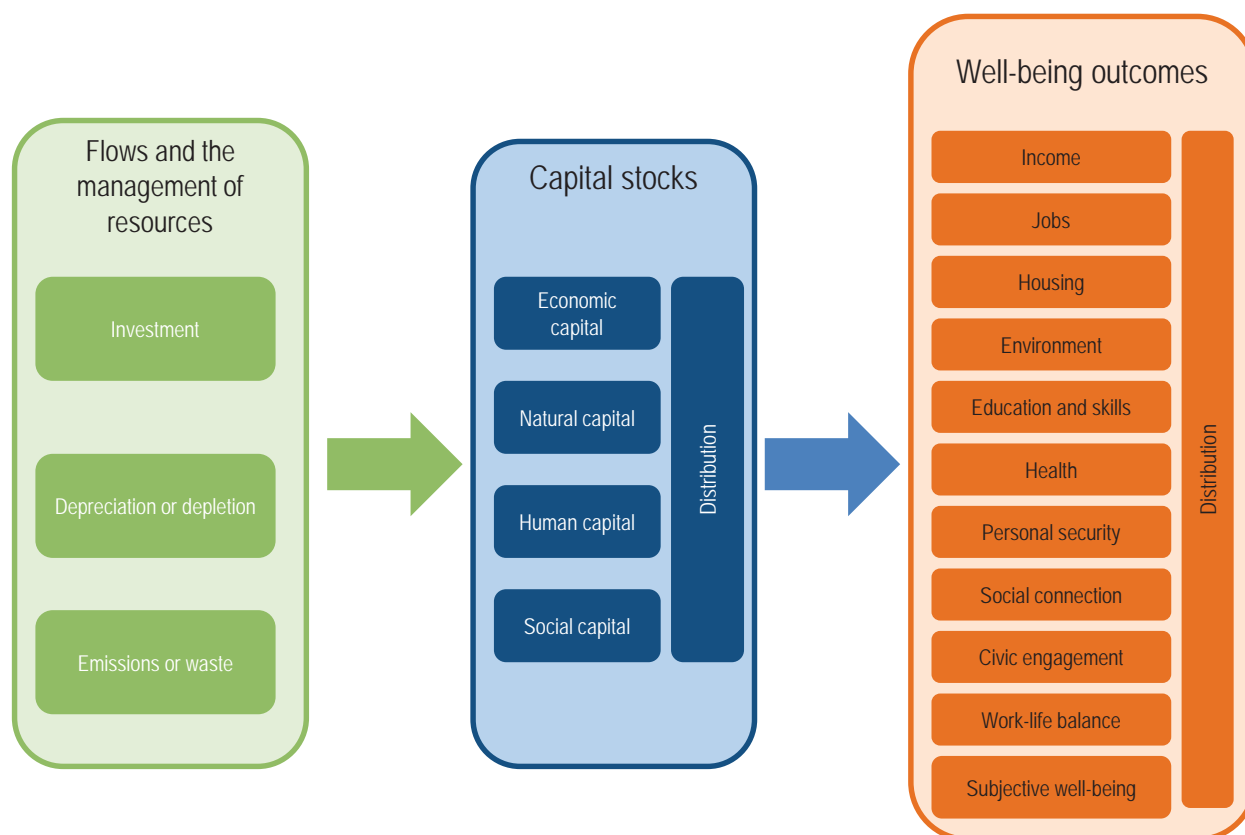 Flows and the
management of
resources
Investment
Depreciation or depletion
Emissions or waste
Capital stocks
Economic
capital
Natural capital
Human capital
Social capital
Distribution
Well-being outcomes
Income
Jobs
Housing
Environment
Education and skills
Health
Personal security
Social connection
Civic engagement
Work-life balance
Subjective well-being
Distribution